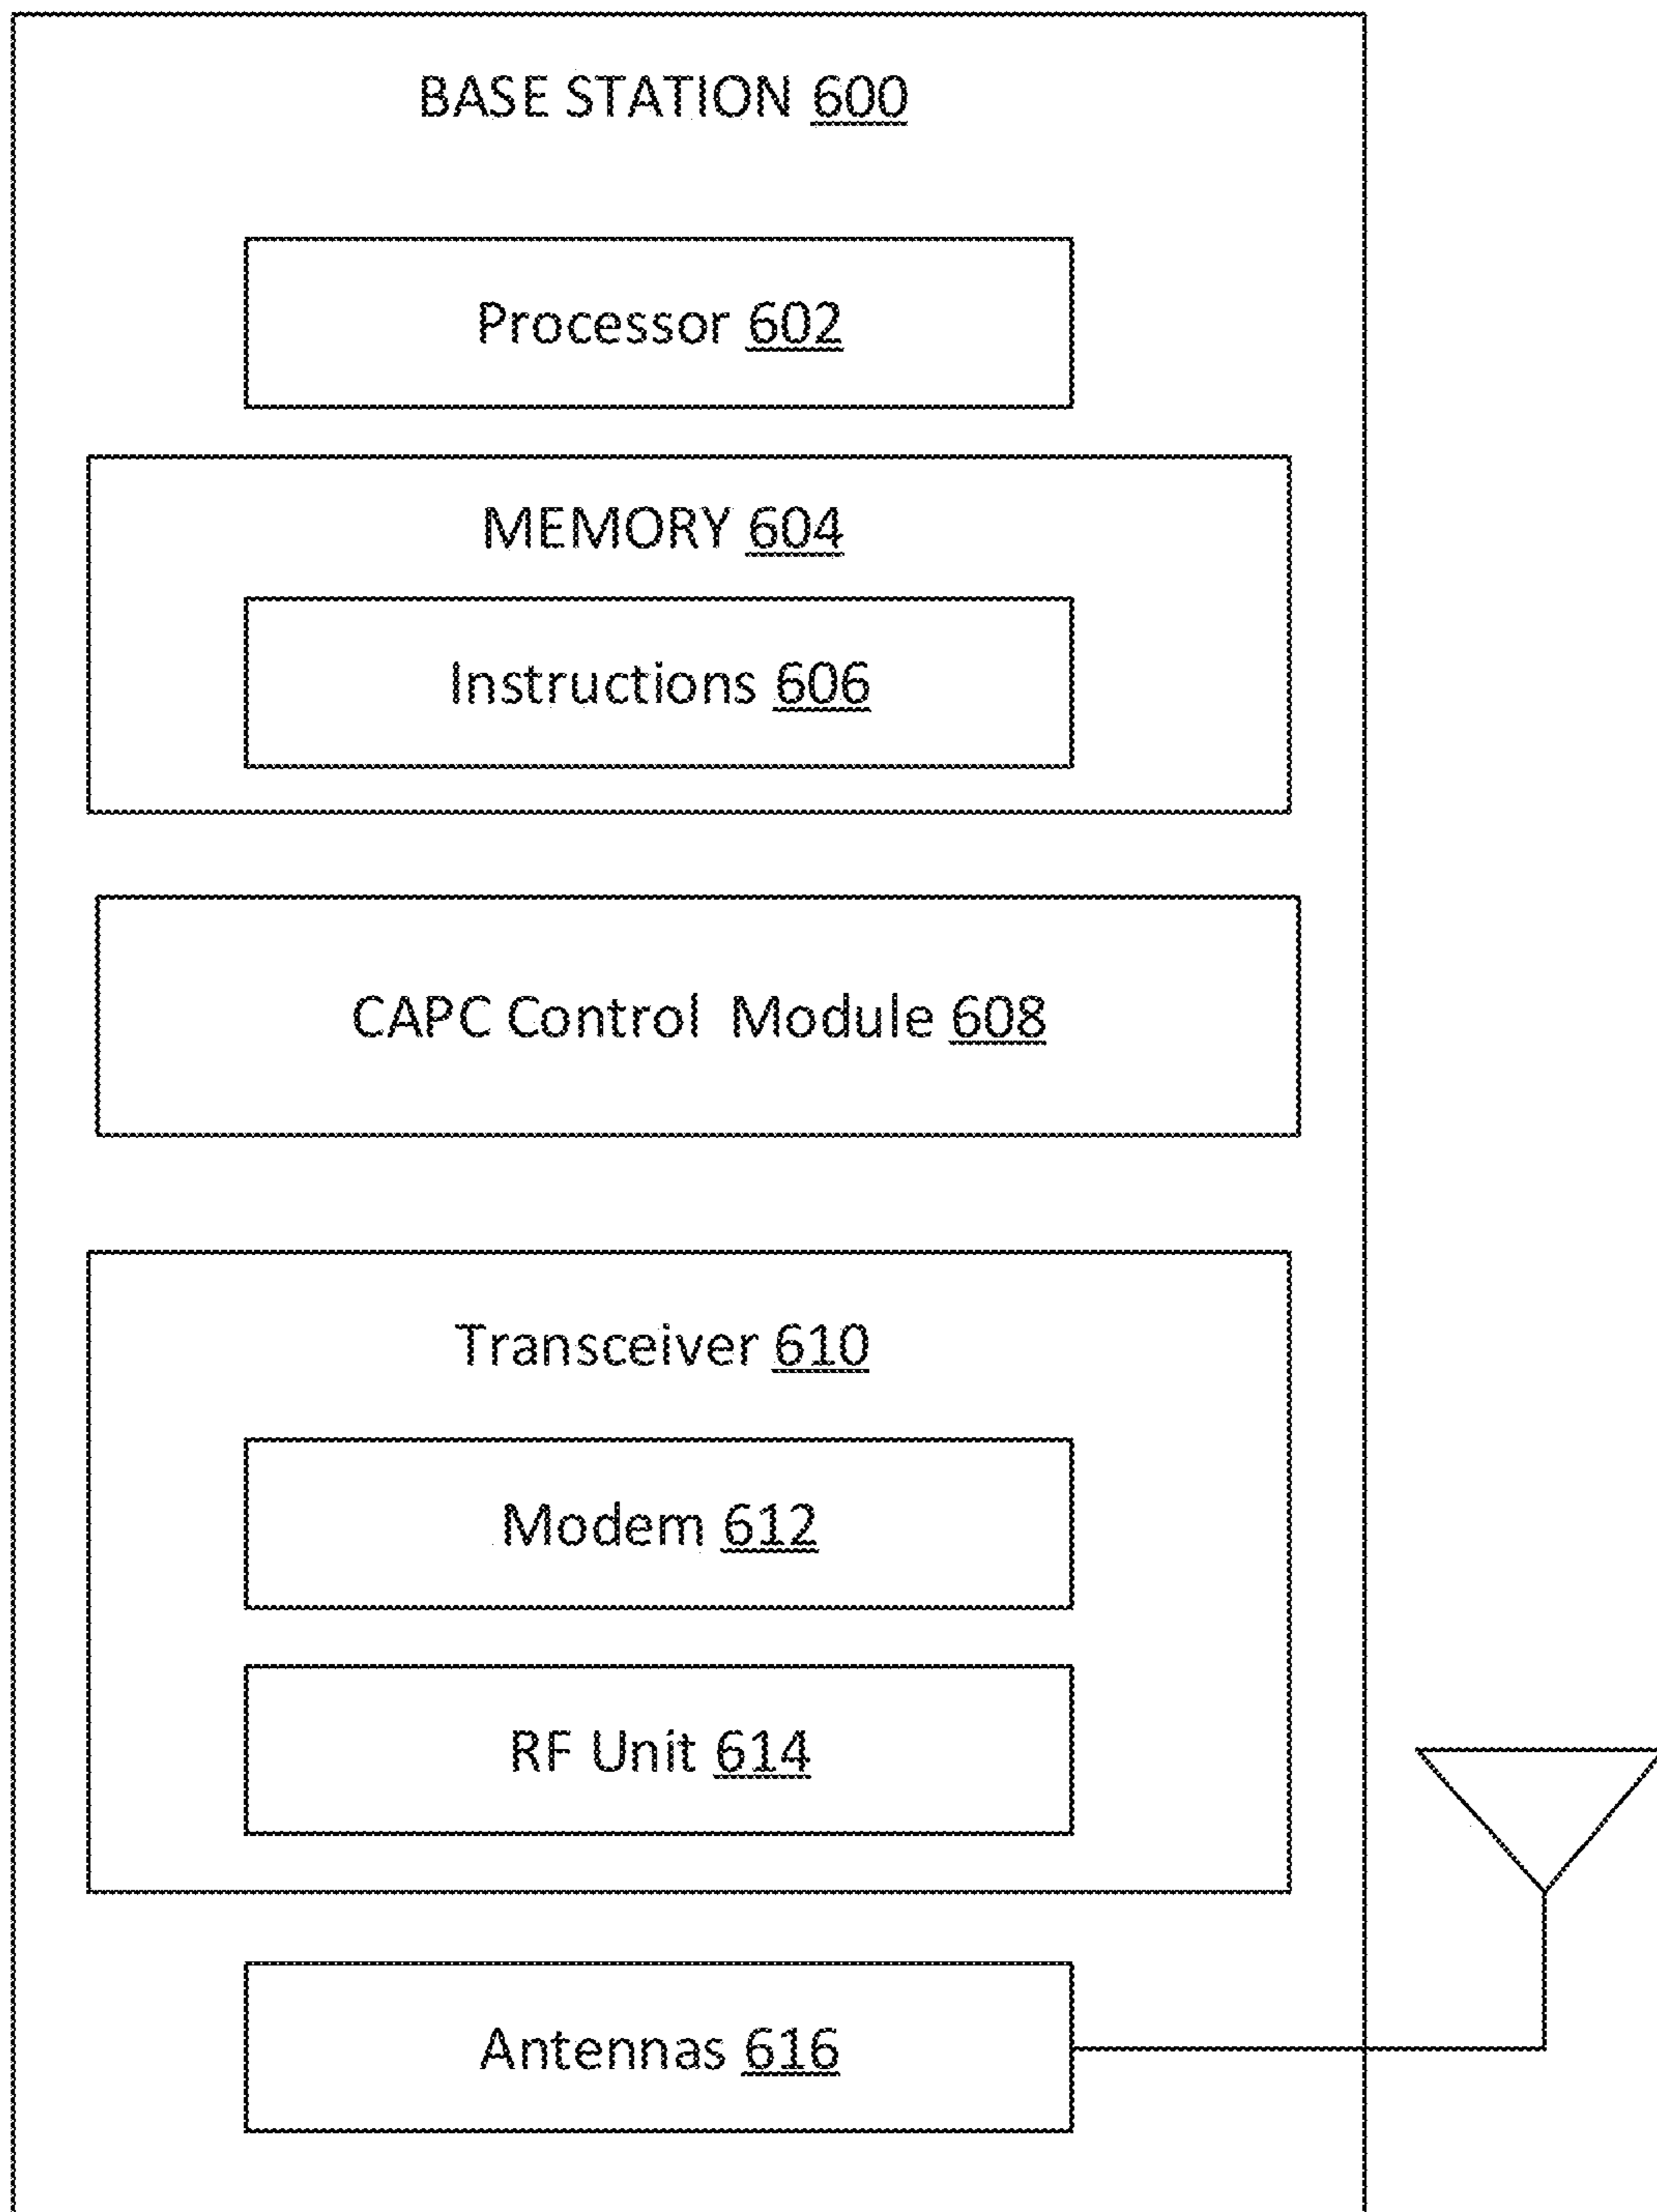 BASE STATION 600
Processor 602
MEMORY 604
Instructions 606
CAPC Control Module 608
Transceiver 610
Modem 612
RF Unit 614
Antennas 616